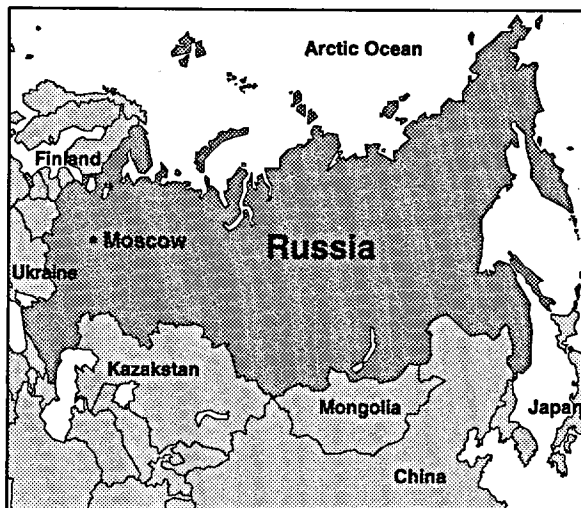 Arctic Ocean
Finland
Moscow
Russia
Ukraine
Kazakstan
Mongolia
Japan
China